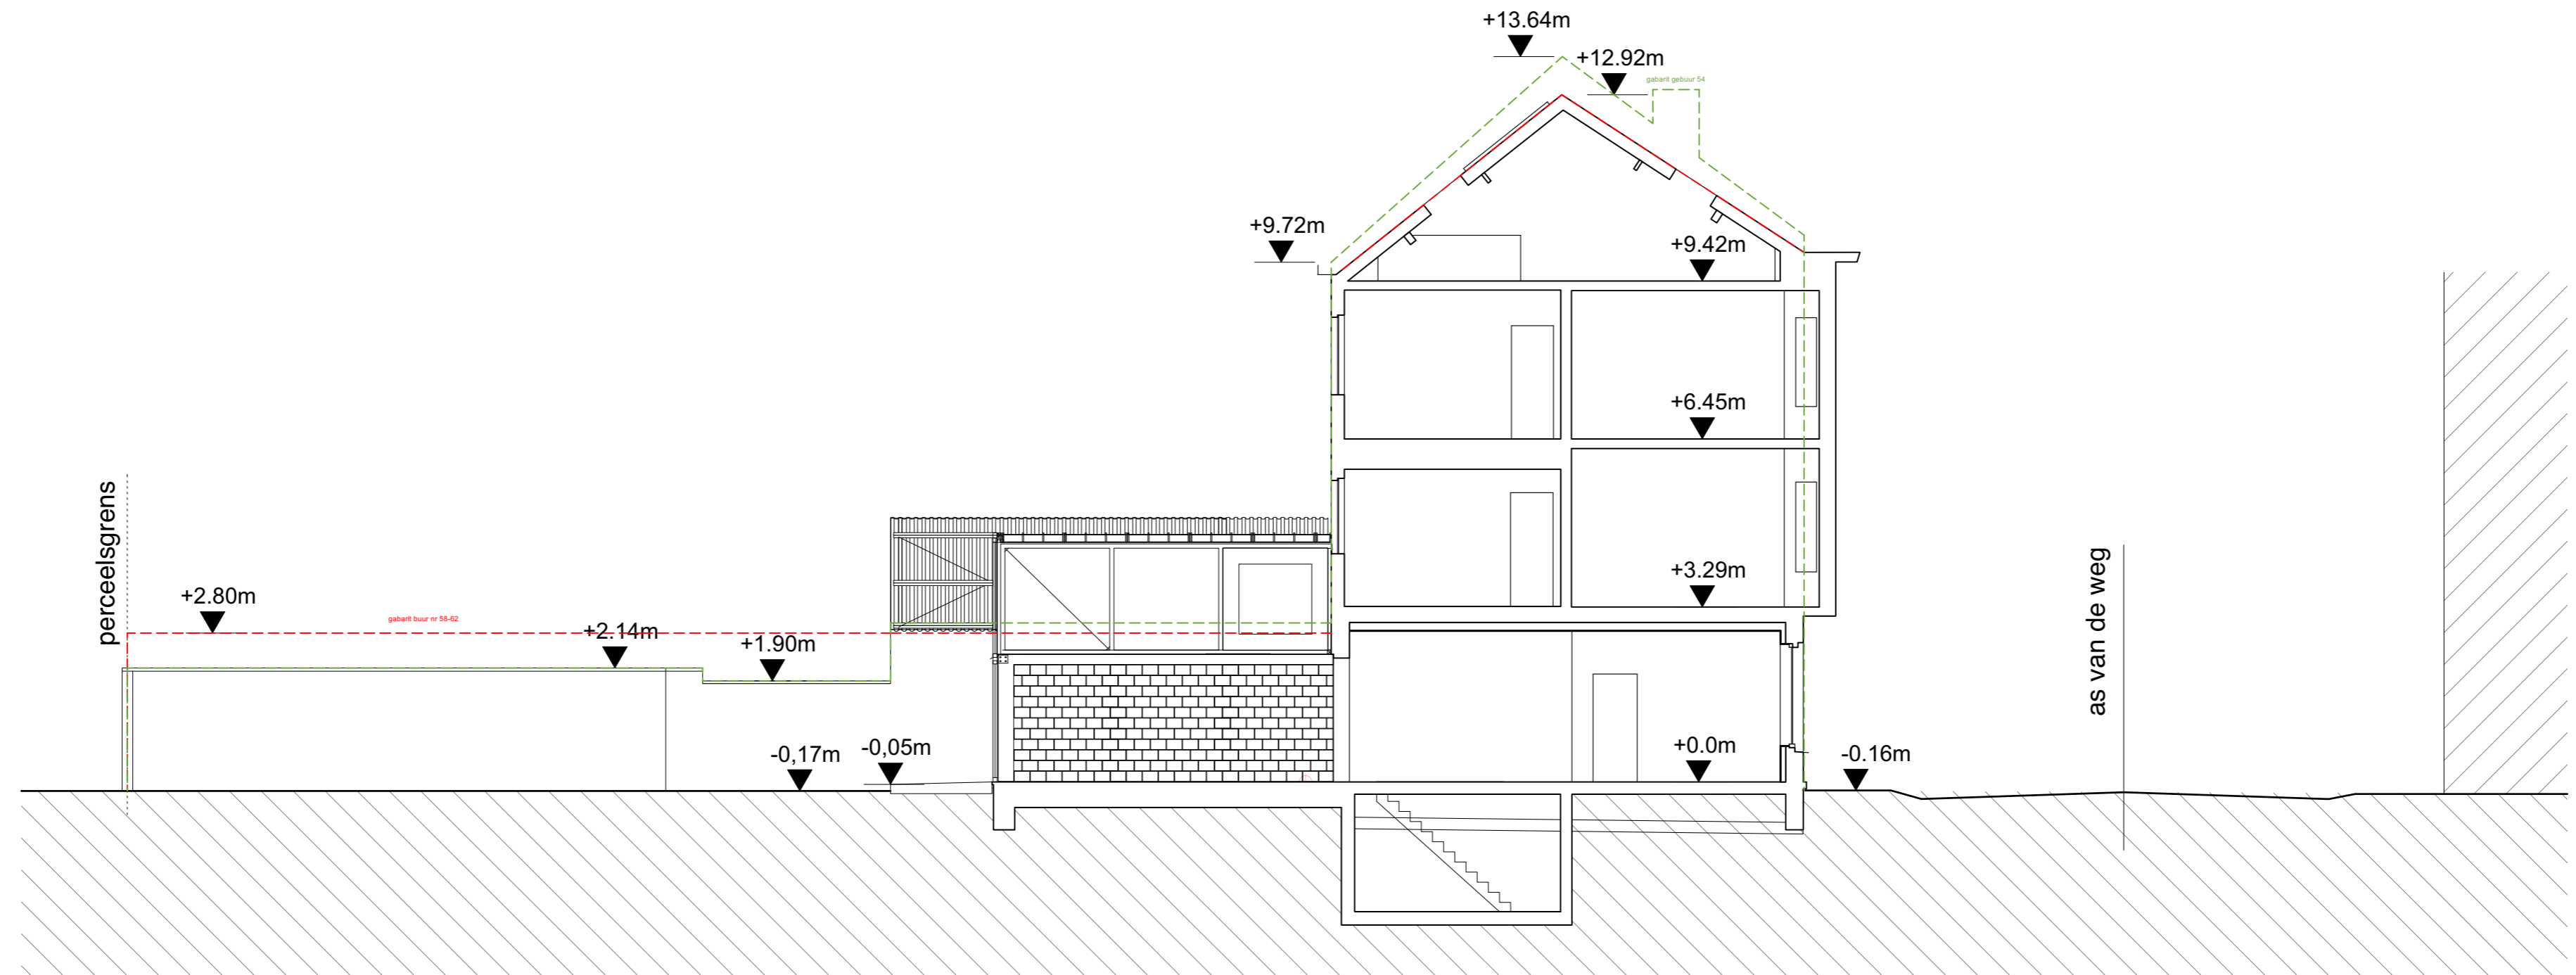 +13.64m
+12.92m
gabarit gebuur 54
+9.72m
+9.42m
+6.45m
perceelsgrens
+3.29m
as van de weg
+2.80m
gabarit buur nr 58-62
+2.14m
+1.90m
-0,17m
-0,05m
+0.0m
-0.16m